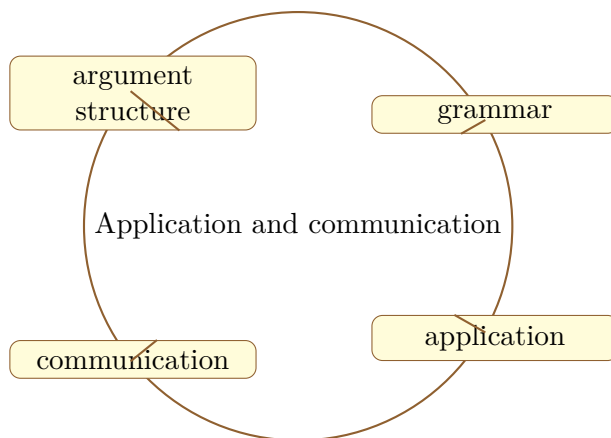 argument
structure
grammar
Application and communication
application
communication